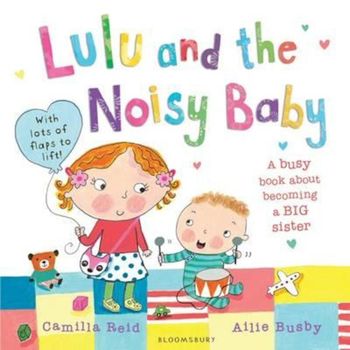 Lulu and the
Noisy Baby
With
lots of
flaps to
lift!
A busy
book about
becoming
a BIG
sister
Camilla Reid
BLOOMSBURY
Ailie Busby